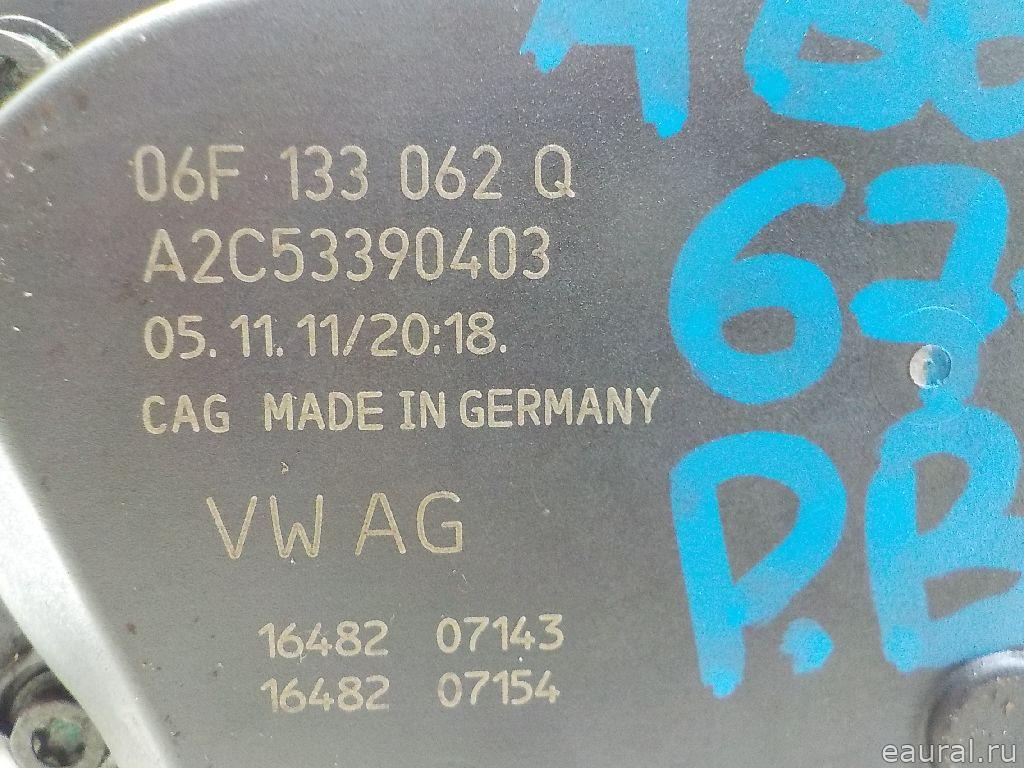 06F 133 062 Q
A2C53390403
05.11.11/20:18.
CAG MADE IN GERMANY
VW AG
16482 07143
16482 07154
67
P.B
eaural.ru